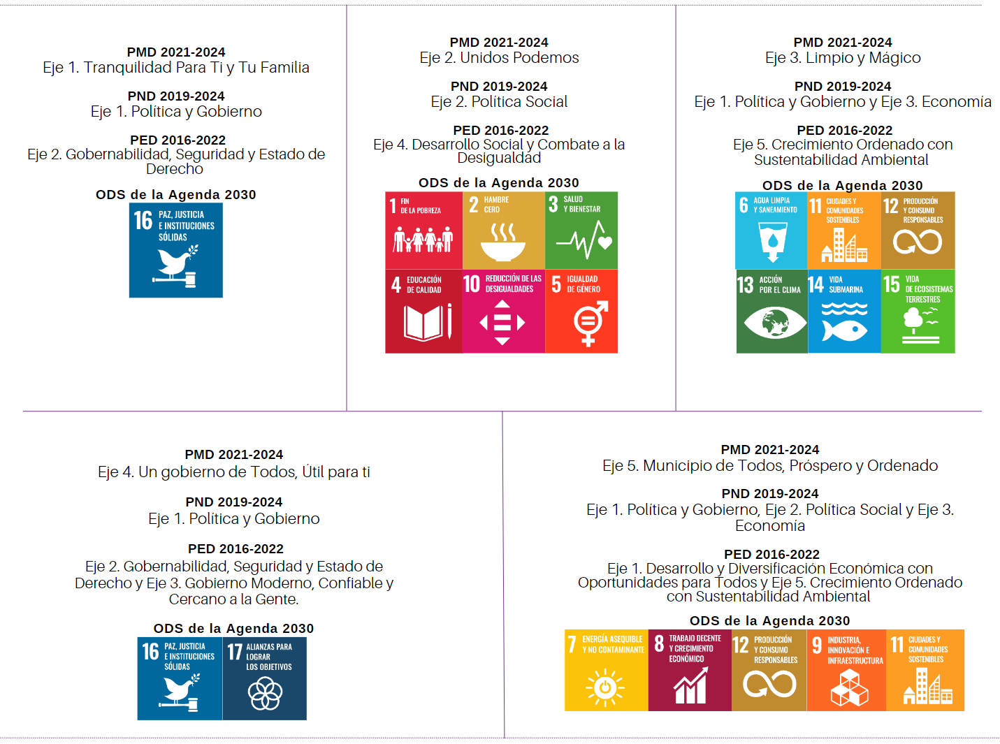 PMD 2021-2024
Eje 1. Tranquilidad Para Ti y Tu Familia
PND 2019-2024
Eje 1. Política y Gobierno
PED 2016-2022
Eje 2. Gobernabilidad, Seguridad y Estado de
Derecho
ODS de la Agenda 2030
16 PAZ, JUSTICIA
E INSTITUCIONES
SÓLIDAS
PMD 2021-2024
Eje 2. Unidos Podemos
PND 2019-2024
Eje 2. Política Social
PED 2016-2022
Eje 4. Desarrollo Social y Combate a la
Desigualdad
ODS de la Agenda 2030
1 FIN
DE LA POBREZA
2 HAMBRE
CERO
3 SALUD
Y BIENESTAR
4 EDUCACIÓN
DE CALIDAD
10 REDUCCIÓN DE LAS
DESIGUALDADES
5 IGUALDAD
DE GÉNERO
PMD 2021-2024
Eje 3. Limpio y Mágico
PND 2019-2024
Eje 1. Política y Gobierno y Eje 3. Economía
PED 2016-2022
Eje 5. Crecimiento Ordenado con
Sustentabilidad Ambiental
ODS de la Agenda 2030
6 AGUA LIMPIA
Y SANEAMIENTO
11 CIUDADES Y
COMUNIDADES
SOSTENIBLES
12 PRODUCCIÓN
Y CONSUMO
RESPONSABLES
13 ACCIÓN
POR EL CLIMA
14 VIDA
SUBMARINA
15 VIDA
DE ECOSISTEMAS
TERRESTRES
PMD 2021-2024
Eje 4. Un gobierno de Todos, Útil para ti
PND 2019-2024
Eje 1. Política y Gobierno
PED 2016-2022
Eje 2. Gobernabilidad, Seguridad y Estado de
Derecho y Eje 3. Gobierno Moderno, Confiable y
Cercano a la Gente.
ODS de la Agenda 2030
16 PAZ, JUSTICIA
E INSTITUCIONES
SÓLIDAS
17 ALIANZAS PARA
LOGRAR
LOS OBJETIVOS
PMD 2021-2024
Eje 5. Municipio de Todos, Próspero y Ordenado
PND 2019-2024
Eje 1. Política y Gobierno, Eje 2. Política Social y Eje 3.
Economía
PED 2016-2022
Eje 1. Desarrollo y Diversificación Económica con
Oportunidades para Todos y Eje 5. Crecimiento Ordenado
con Sustentabilidad Ambiental
ODS de la Agenda 2030
7 ENERGÍA ASEQUIBLE
Y NO CONTAMINANTE
8 TRABAJO DECENTE
Y CRECIMIENTO
ECONÓMICO
12 PRODUCCIÓN
Y CONSUMO
RESPONSABLES
9 INDUSTRIA,
INNOVACIÓN E
INFRAESTRUCTURA
11 CIUDADES Y
COMUNIDADES
SOSTENIBLES